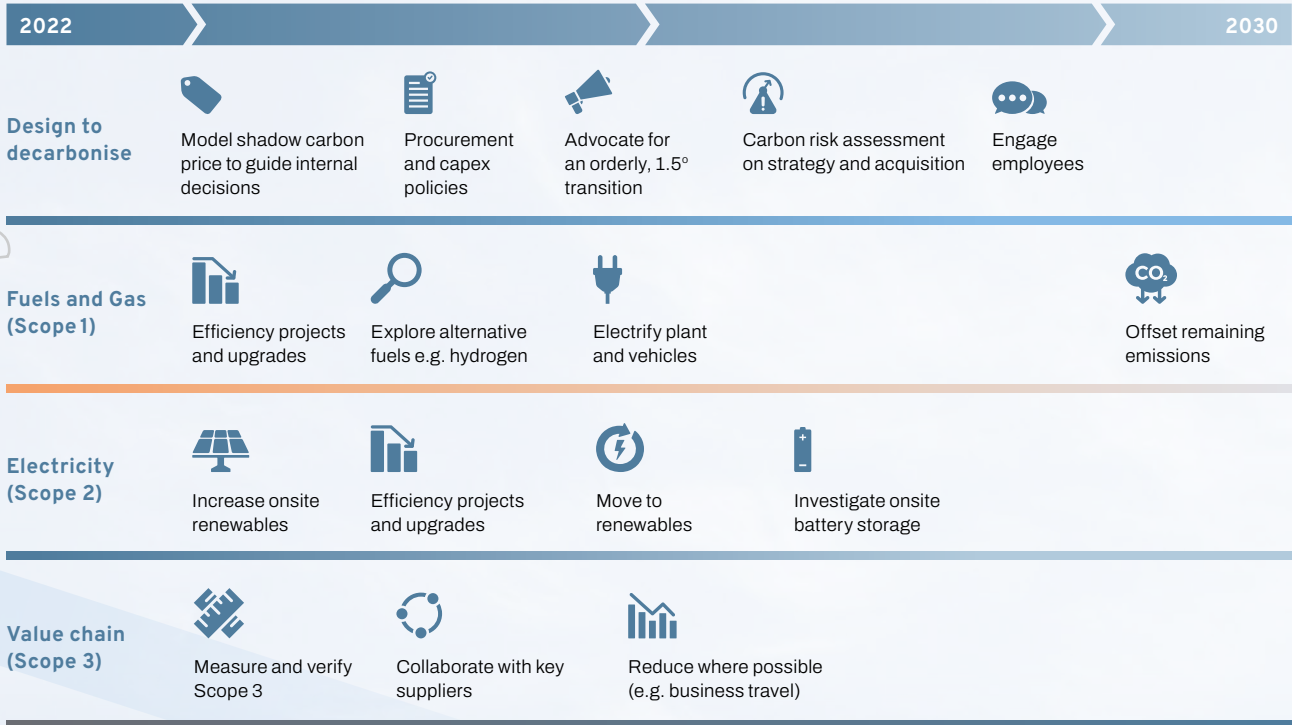 2022
2030
Design to
decarbonise
Model shadow carbon
price to guide internal
decisions
Procurement
and capex
policies
Advocate for
an orderly, 1.5º
transition
Carbon risk assessment
on strategy and acquisition
Engage
employees
Fuels and Gas
(Scope 1)
Efficiency projects
and upgrades
Explore alternative
fuels e.g. hydrogen
Electrify plant
and vehicles
CO₂
Offset remaining
emissions
Electricity
(Scope 2)
Increase onsite
renewables
Efficiency projects
and upgrades
Move to
renewables
Investigate onsite
battery storage
Value chain
(Scope 3)
Measure and verify
Scope 3
Collaborate with key
suppliers
Reduce where possible
(e.g. business travel)